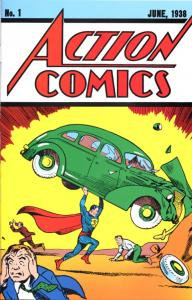 No. 1
JUNE, 1938
ACTION
COMICS